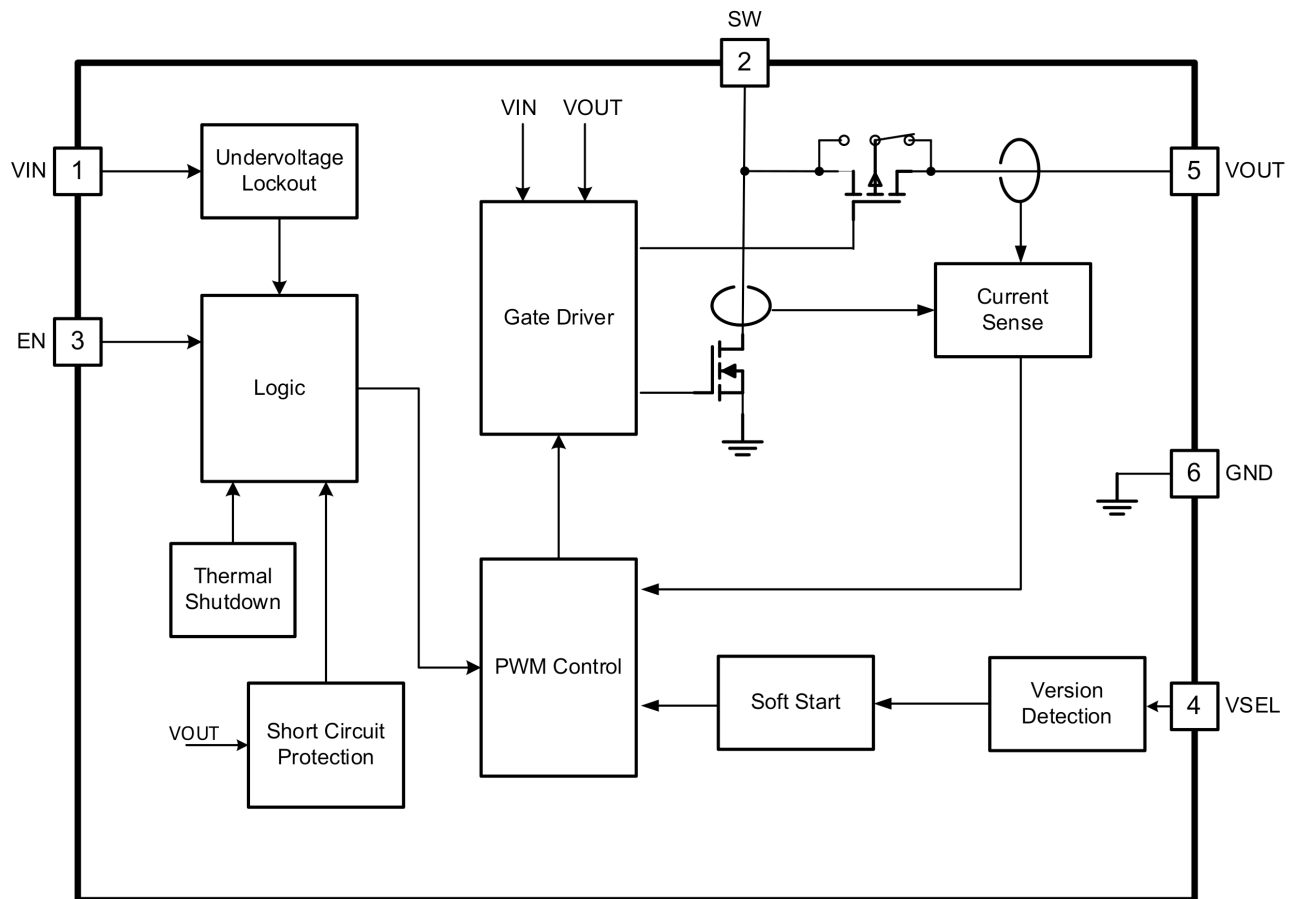 SW
2
VIN VOUT
VIN 1
Undervoltage
Lockout
5 VOUT
EN 3
Logic
Gate Driver
Current
Sense
6 GND
Thermal
Shutdown
PWM Control
Soft Start
Version
Detection
4 VSEL
VOUT
Short Circuit
Protection